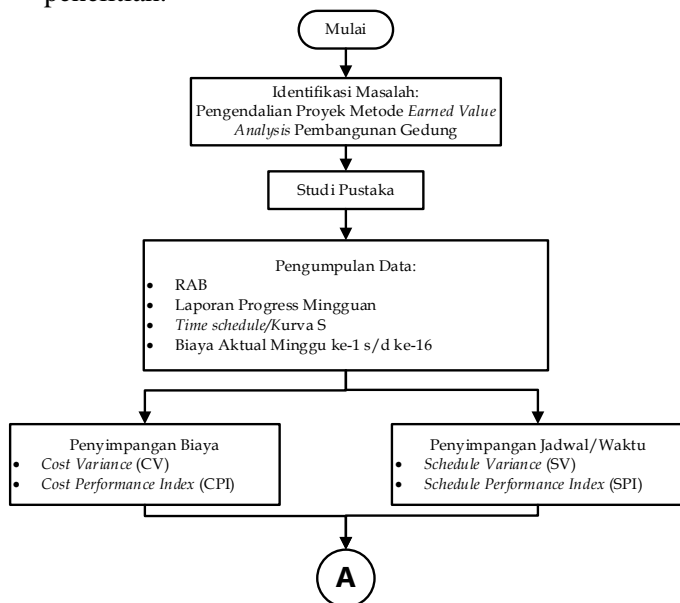 penelitian.
Mulai
Identifikasi Masalah:
Pengendalian Proyek Metode Earned Value
Analysis Pembangunan Gedung
Studi Pustaka
Pengumpulan Data:
• RAB
• Laporan Progress Mingguan
• Time schedule/Kurva S
• Biaya Aktual Minggu ke-1 s/d ke-16
Penyimpangan Biaya
• Cost Variance (CV)
• Cost Performance Index (CPI)
Penyimpangan Jadwal/Waktu
• Schedule Variance (SV)
• Schedule Performance Index (SPI)
A